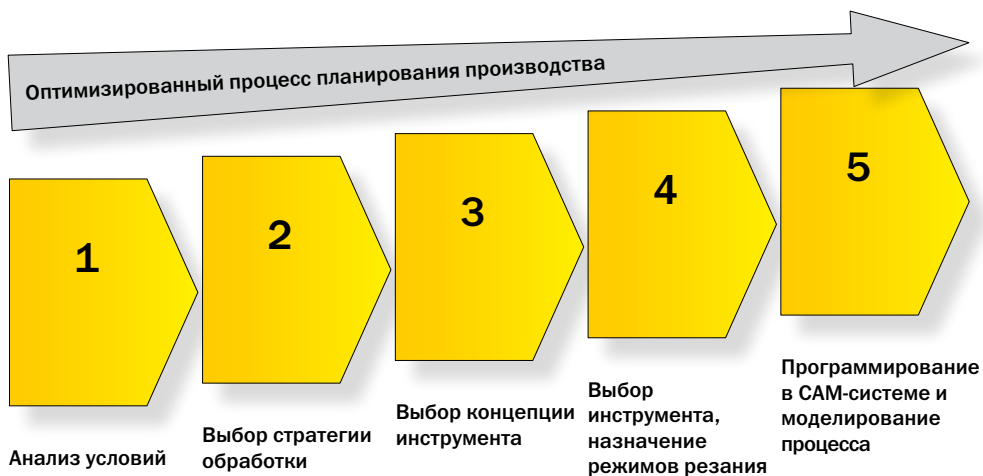 Оптимизированный процесс планирования производства
1
2
3
4
5
Анализ условий
Выбор стратегии
обработки
Выбор концепции
инструмента
Выбор
инструмента,
назначение
режимов резания
Программирование
в CAM-системе и
моделирование
процесса